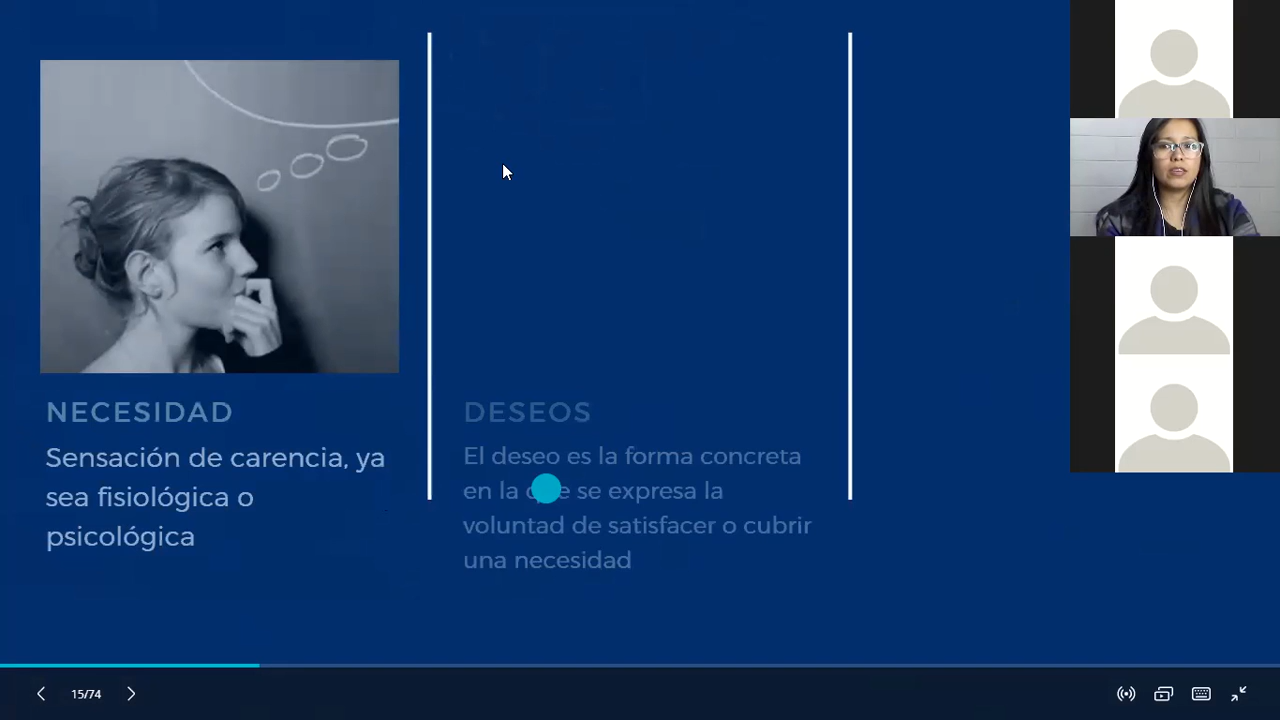 NECESIDAD
Sensación de carencia, ya
sea fisiológica o
psicológica
DESEOS
El deseo es la forma concreta
en la que se expresa la
voluntad de satisfacer o cubrir
una necesidad
15/74